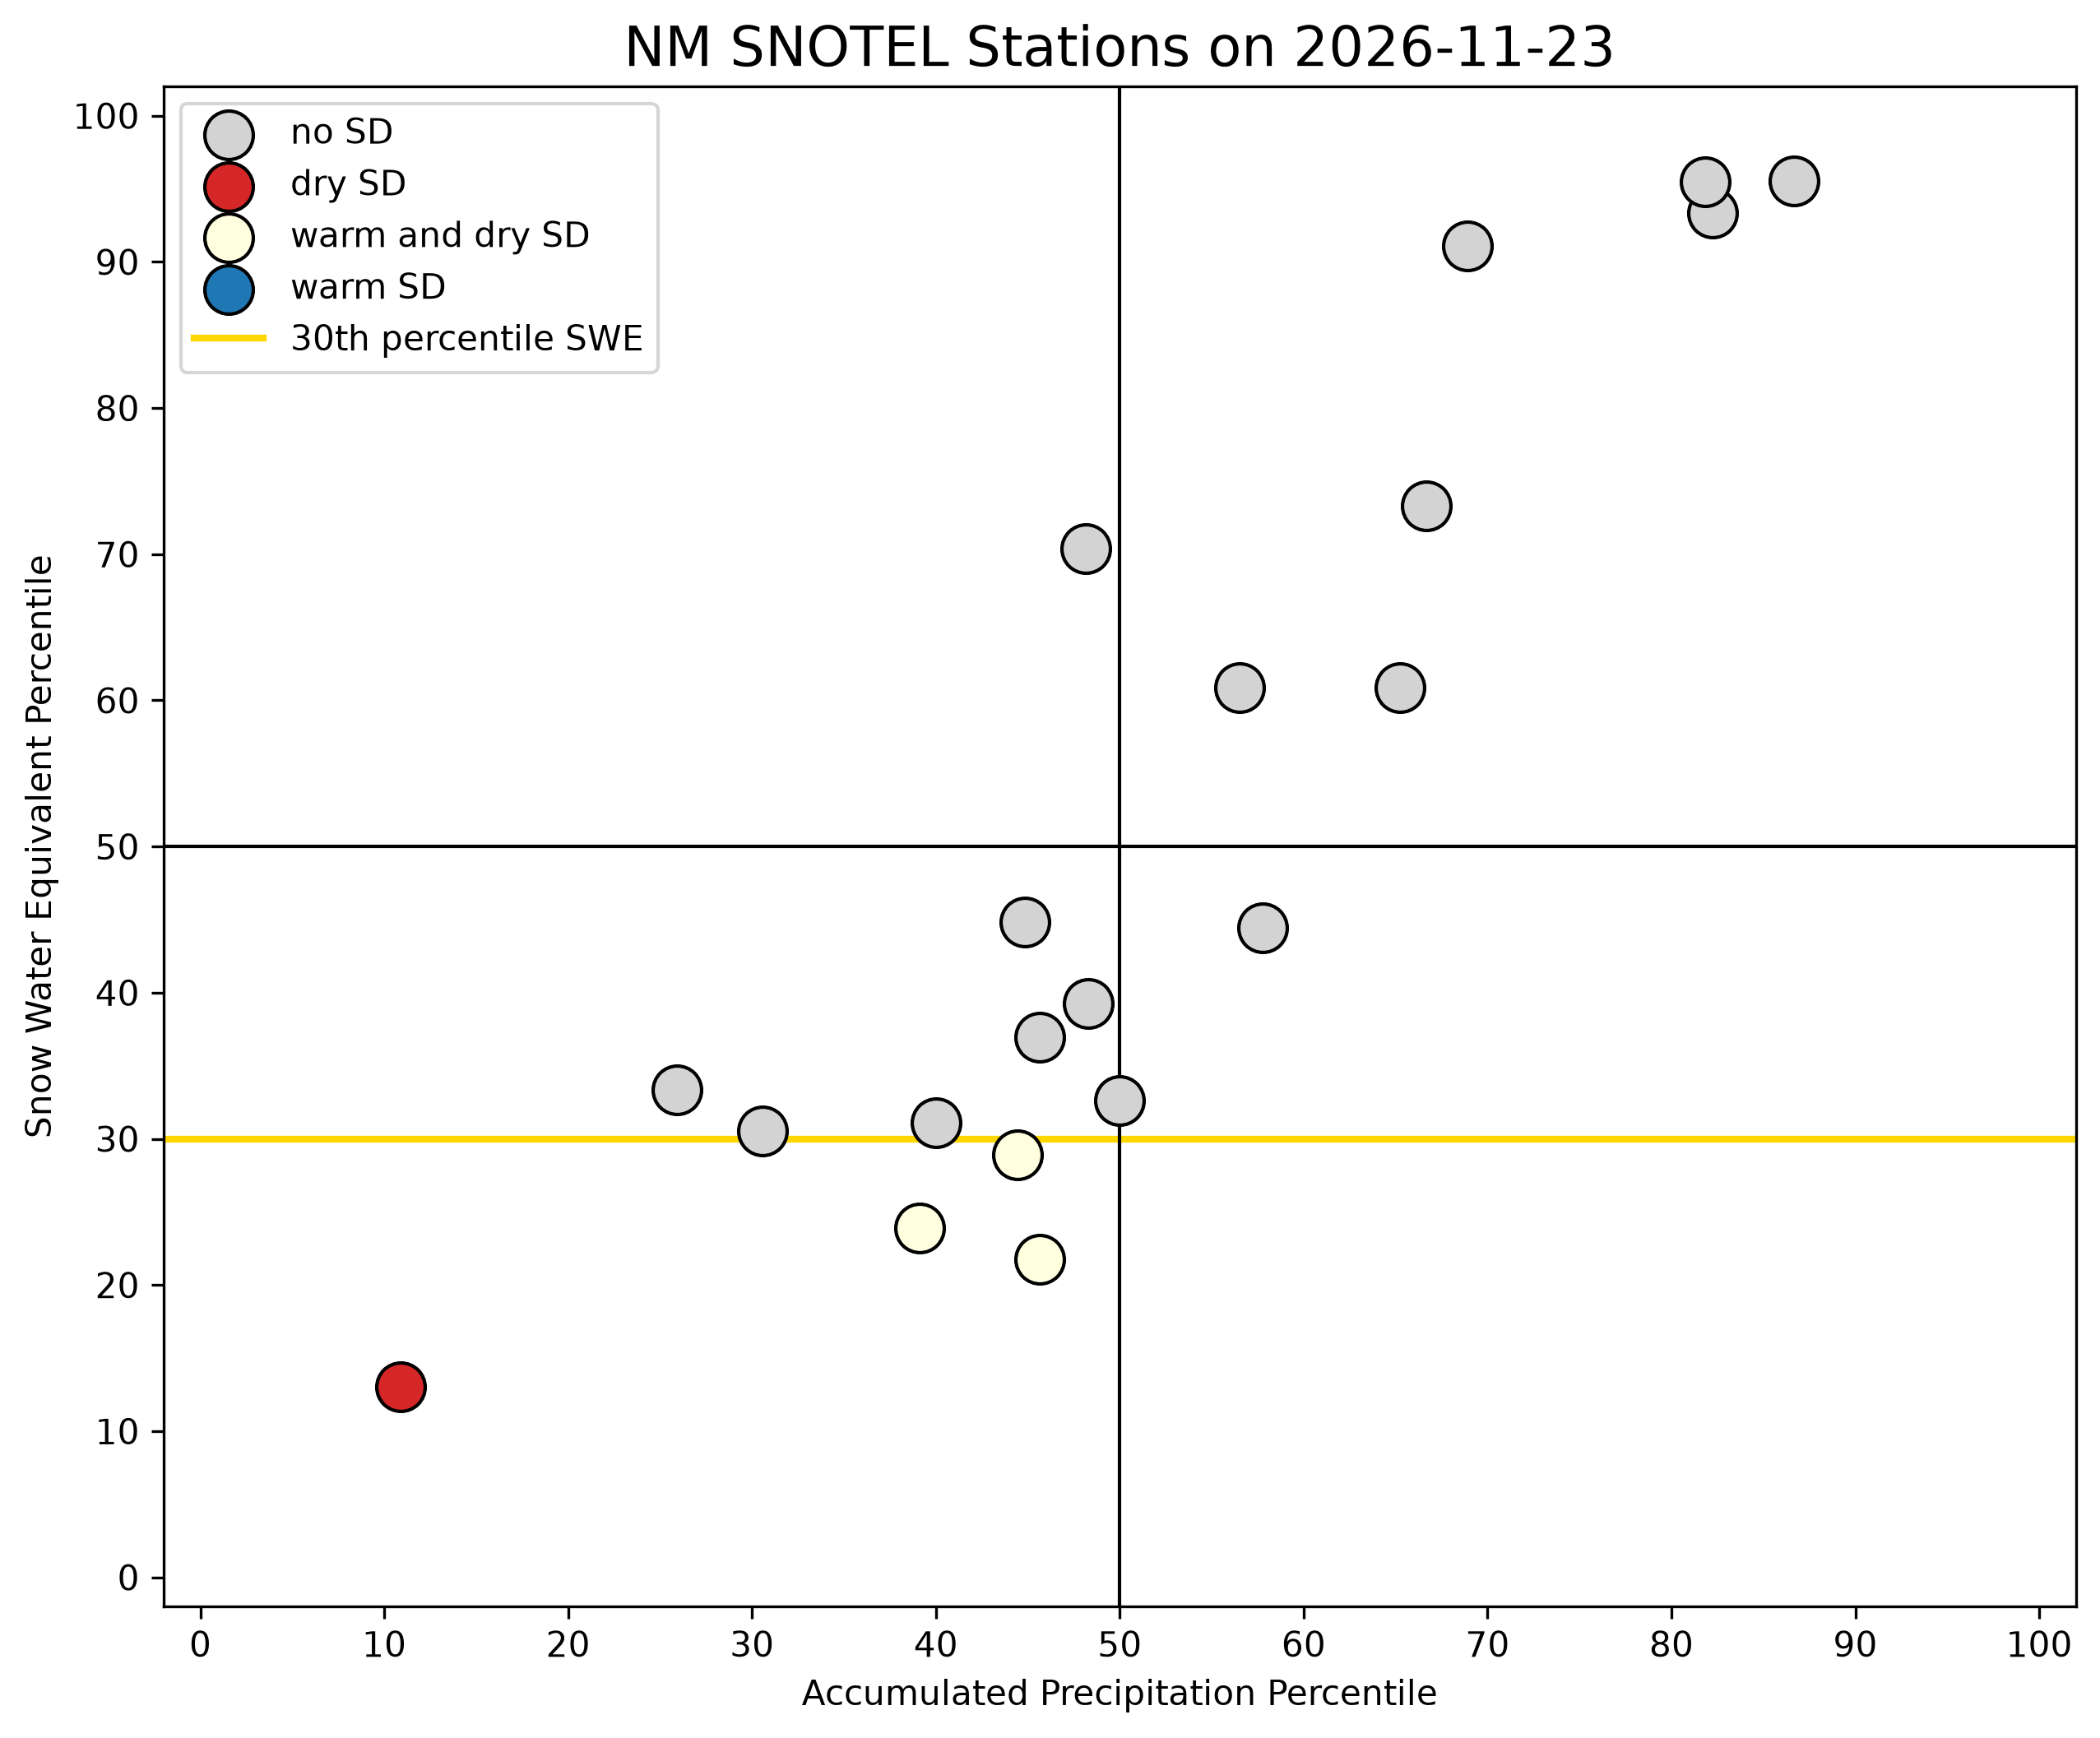 NM SNOTEL Stations on 2026-11-23
no SD
dry SD
warm and dry SD
warm SD
30th percentile SWE
Snow Water Equivalent Percentile
100
90
80
70
60
50
40
30
20
10
0
0 10 20 30 40 50 60 70 80 90 100
Accumulated Precipitation Percentile